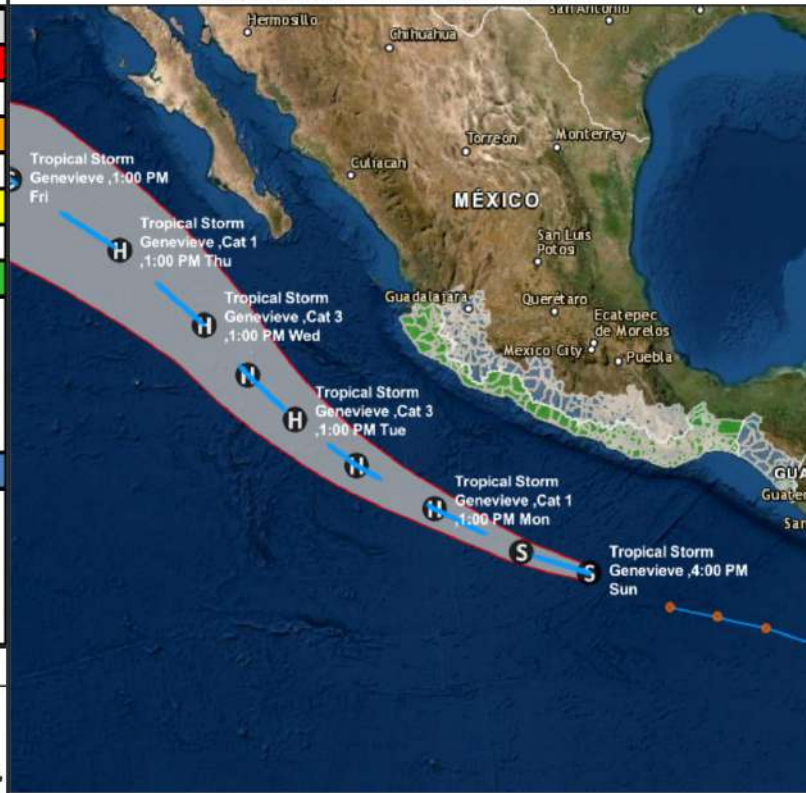 San Antonio
Hermosillo
Chihuahua
Torreon
Monterrey
Culiacan
MÉXICO
San Luis
Potosi
Guadalajara
Querétaro
Ecatepec
de Morelos
Mexico City
Puebla
GUA
Guatem
San
Tropical Storm
Genevieve ,1:00 PM
Fri
S
Tropical Storm
Genevieve ,Cat 1
,1:00 PM Thu
H
Tropical Storm
Genevieve ,Cat 3
,1:00 PM Wed
H
H
Tropical Storm
Genevieve ,Cat 3
,1:00 PM Tue
H
H
Tropical Storm
Genevieve ,Cat 1
,1:00 PM Mon
H
S
Tropical Storm
Genevieve ,4:00 PM
Sun
S